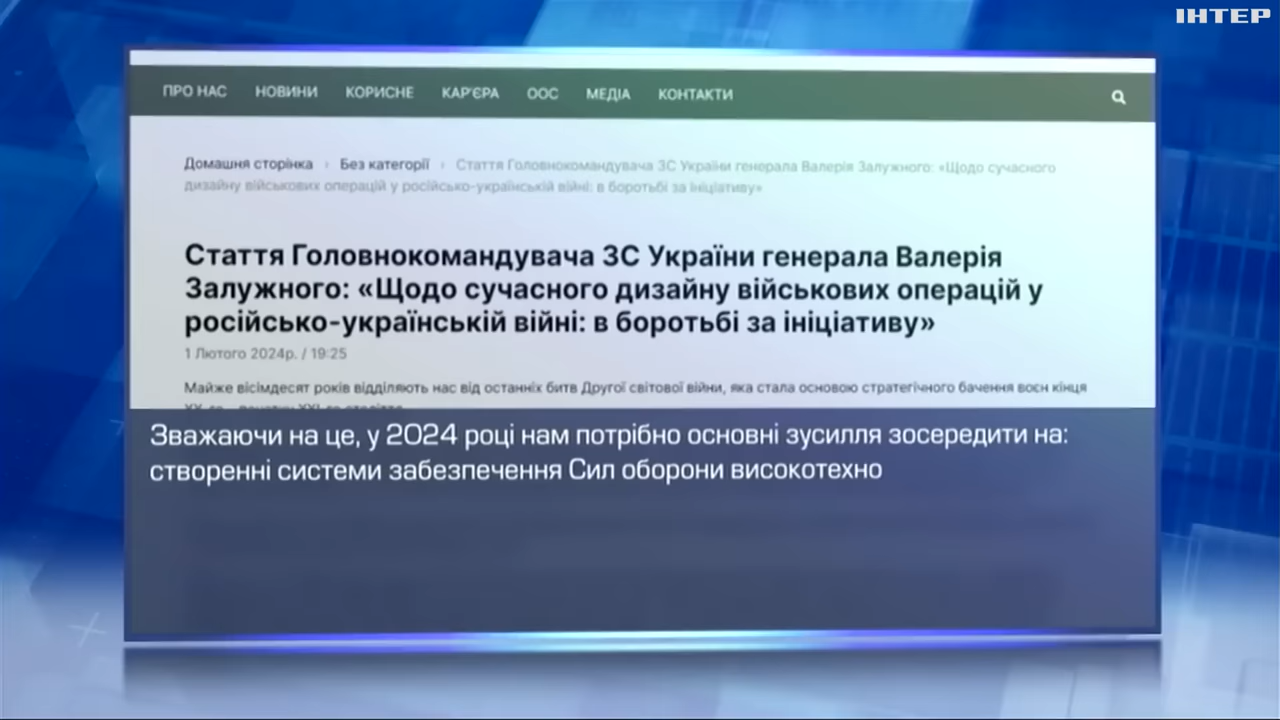 ІНТЕР
ПРО НАС НОВИНИ КОРИСНЕ КАР'ЄРА ООС МЕДІА КОНТАКТИ
Домашня сторінка › Без категорії › Стаття Головнокомандувача ЗС України генерала Валерія Залужного: «Щодо сучасного
дизайну військових операцій у російсько-українській війні: в боротьбі за ініціативу»
Стаття Головнокомандувача ЗС України генерала Валерія
Залужного: «Щодо сучасного дизайну військових операцій у
російсько-українській війні: в боротьбі за ініціативу»
1 Лютого 2024р. / 19:25
Майже вісімдесят років відділяють нас від останніх битв Другої світової війни, яка стала основою стратегічного бачення воєн кінця
Зважаючи на це, у 2024 році нам потрібно основні зусилля зосередити на:
створенні системи забезпечення Сил оборони високотехно